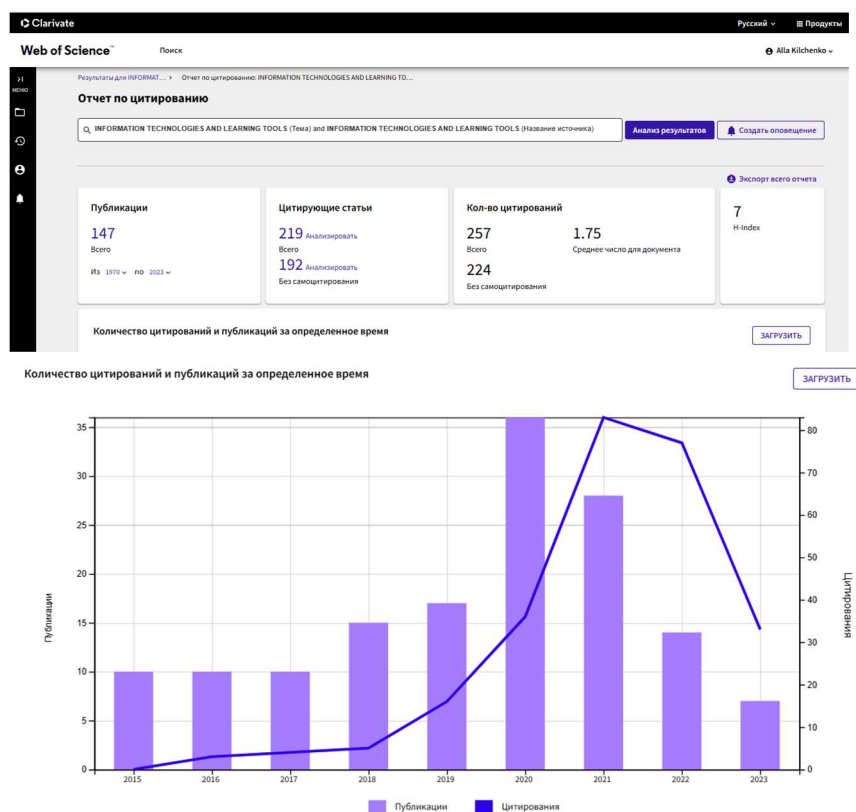 Clarivate
Русский
Продукты
Web of Science™
Поиск
Alla Kilchenko
МЕНЮ
Результаты для INFORMAT... > Отчет по цитированию: INFORMATION TECHNOLOGIES AND LEARNING TO...
Отчет по цитированию
INFORMATION TECHNOLOGIES AND LEARNING TOOLS (Тема) and INFORMATION TECHNOLOGIES AND LEARNING TOOLS (Название источника)
Анализ результатов
Создать оповещение
Экспорт всего отчета
Публикации
147
Всего
Из 1970 по 2023
Цитирующие статьи
219 Анализировать
Всего
192 Анализировать
Без самоцитирования
Кол-во цитирований
257
Всего
1.75
Среднее число для документа
224
Без самоцитирования
7
H-Index
Количество цитирований и публикаций за определенное время
ЗАГРУЗИТЬ
Количество цитирований и публикаций за определенное время
ЗАГРУЗИТЬ
Публикации
35
30
25
20
15
10
5
0
80
70
60
50
40
30
20
10
0
Цитирования
2015 2016 2017 2018 2019 2020 2021 2022 2023
Публикации Цитирования